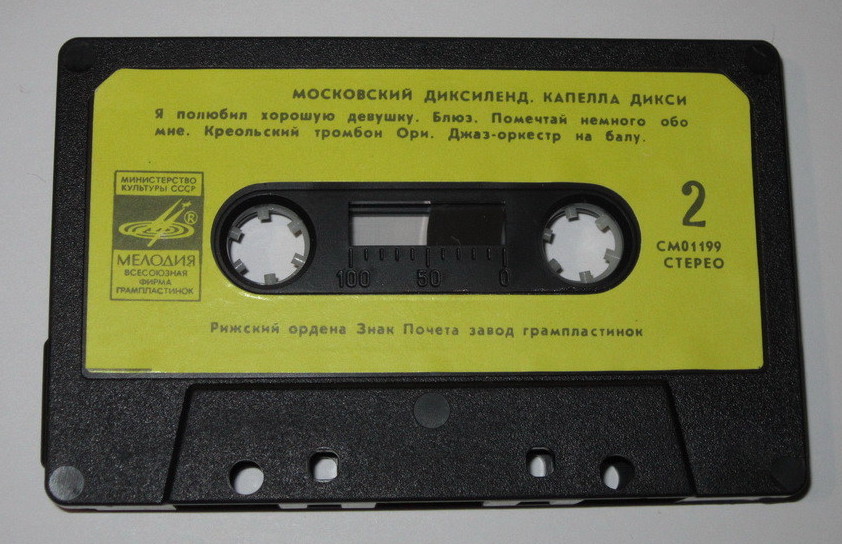 МОСКОВСКИЙ ДИКСИЛЕНД. КАПЕЛЛА ДИКСИ
Я полюбил хорошую девушку. Блюз. Помечтай немного обо
мне. Креольский тромбон Ори. Джаз-оркестр на балу.
МИНИСТЕРСТВО
КУЛЬТУРЫ СССР
®
МЕЛОДИЯ
ВСЕСОЮЗНАЯ
ФИРМА
ГРАМПЛАСТИНОК
2
СМ01199
СТЕРЕО
100 50 0
Рижский ордена Знак Почета завод грампластинок